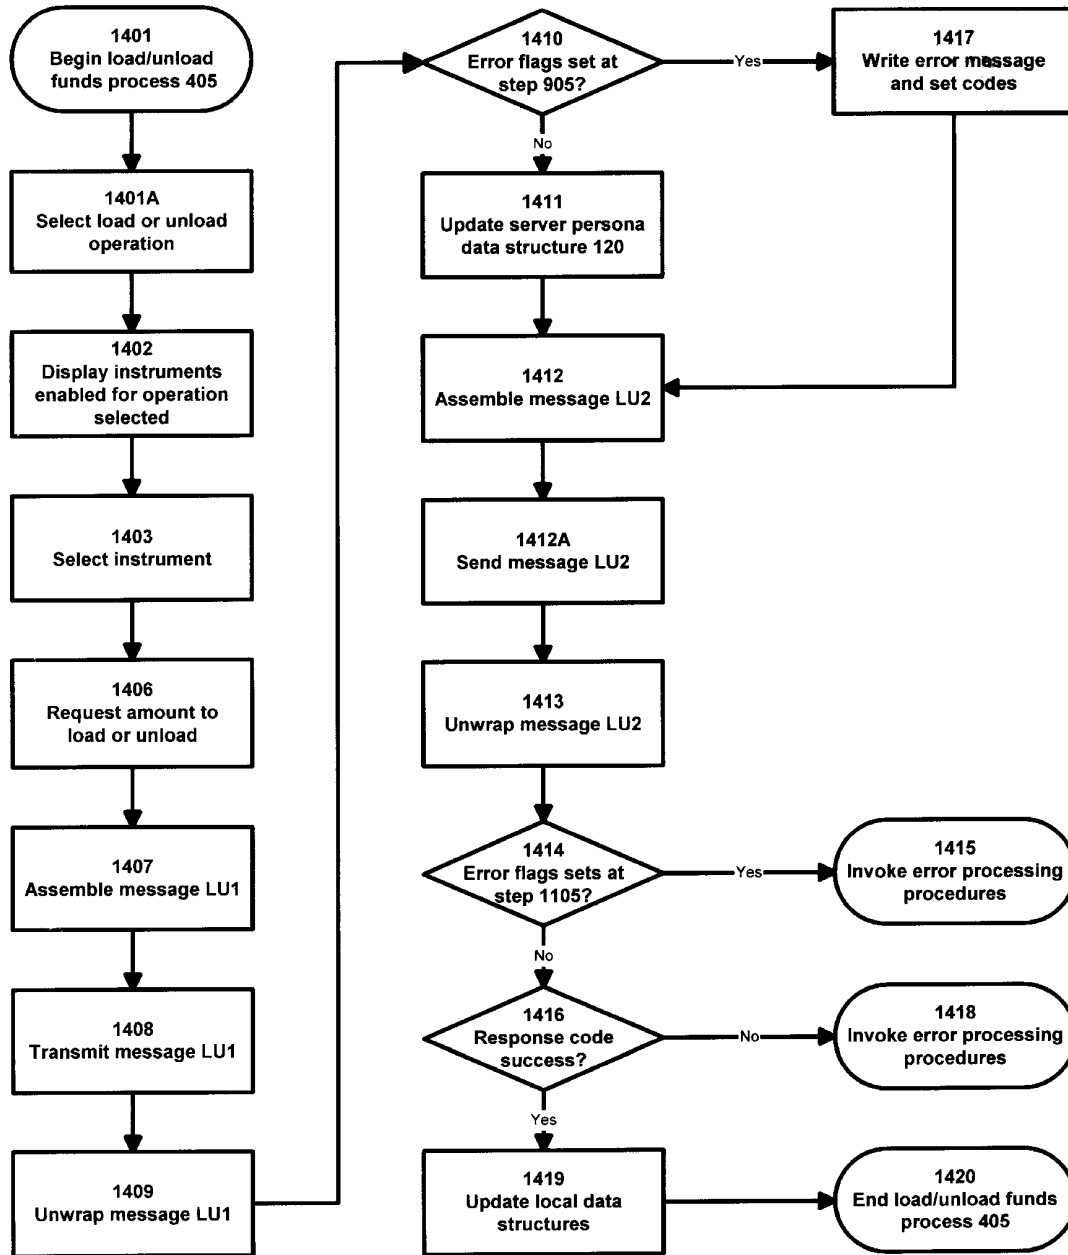 1401
Begin load/unload
funds process 405
1401A
Select load or unload
operation
1402
Display instruments
enabled for operation
selected
1403
Select instrument
1406
Request amount to
load or unload
1407
Assemble message LU1
1408
Transmit message LU1
1409
Unwrap message LU1
1410
Error flags set at
step 905?
Yes
No
1417
Write error message
and set codes
1411
Update server persona
data structure 120
1412
Assemble message LU2
1412A
Send message LU2
1413
Unwrap message LU2
1414
Error flags sets at
step 1105?
Yes
No
1415
Invoke error processing
procedures
1416
Response code
success?
No
Yes
1418
Invoke error processing
procedures
1419
Update local data
structures
1420
End load/unload funds
process 405